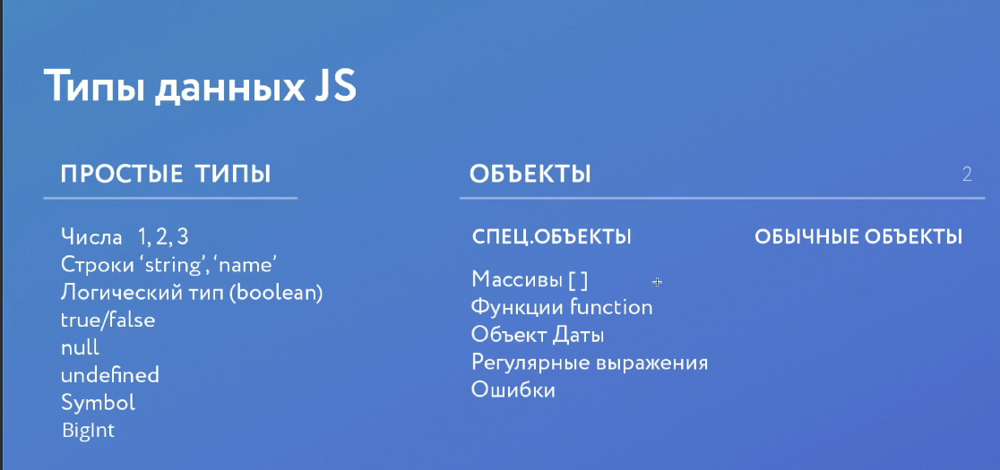 Типы данных JS
ПРОСТЫЕ ТИПЫ
Числа 1, 2, 3
Строки ‘string’, ‘name’
Логический тип (boolean)
true/false
null
undefined
Symbol
BigInt
ОБЪЕКТЫ
2
СПЕЦ.ОБЪЕКТЫ
Массивы [ ]
Функции function
Объект Даты
Регулярные выражения
Ошибки
ОБЫЧНЫЕ ОБЪЕКТЫ